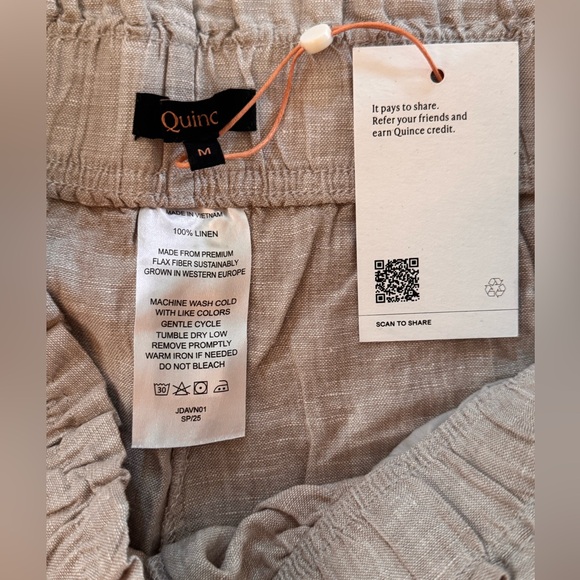 Quinc
M
MADE IN VIETNAM
100% LINEN
MADE FROM PREMIUM
FLAX FIBER SUSTAINABLY
GROWN IN WESTERN EUROPE
MACHINE WASH COLD
WITH LIKE COLORS
GENTLE CYCLE
TUMBLE DRY LOW
REMOVE PROMPTLY
WARM IRON IF NEEDED
DO NOT BLEACH
30
JDAVN01
SP/25
It pays to share.
Refer your friends and
earn Quince credit.
SCAN TO SHARE